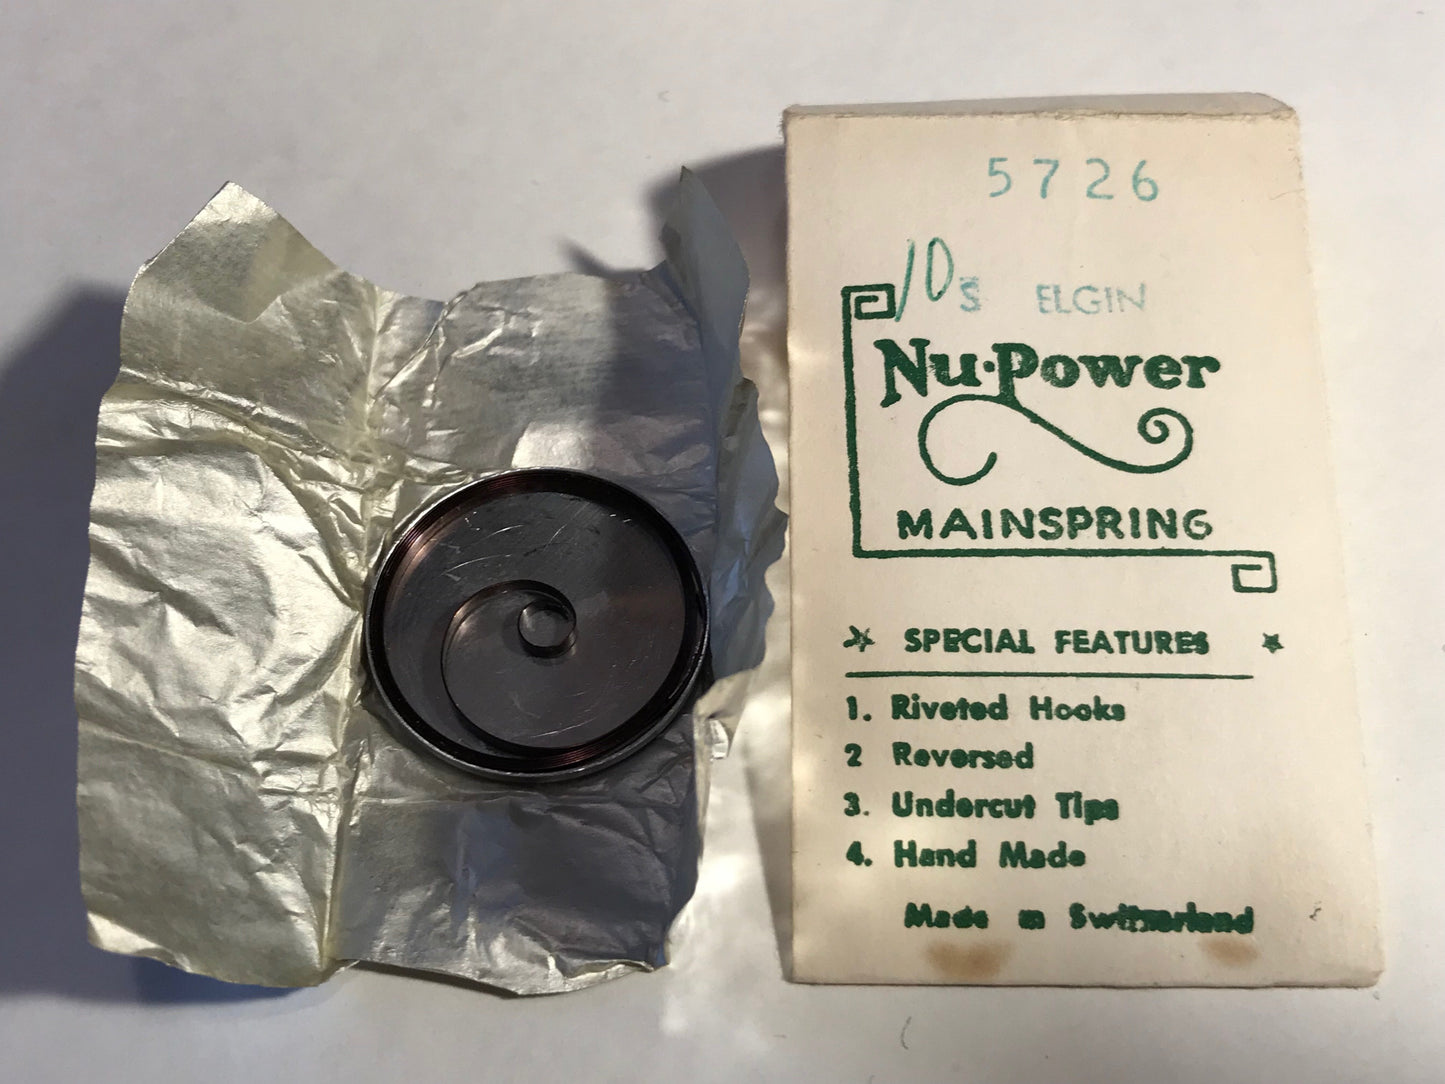 5726
10s ELGIN
Nu-Power
MAINSPRING
SPECIAL FEATURES
1. Riveted Hooks
2 Reversed
3. Undercut Tips
4. Hand Made
Made in Switzerland